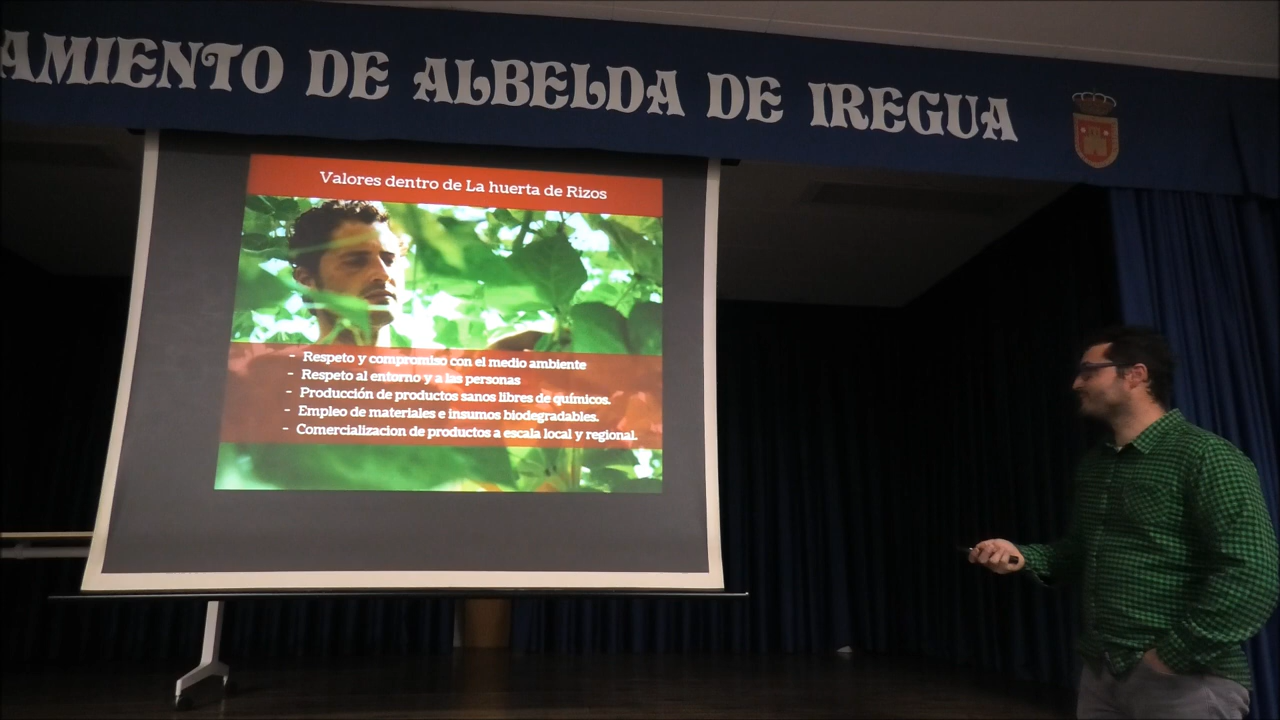 AMIENTO DE ALBELDA DE IREGUA
Valores dentro de La huerta de Rizos
- Respeto y compromiso con el medio ambiente
- Respeto al entorno y a las personas
- Producción de productos sanos libres de químicos.
- Empleo de materiales e insumos biodegradables.
- Comercializacion de productos a escala local y regional.